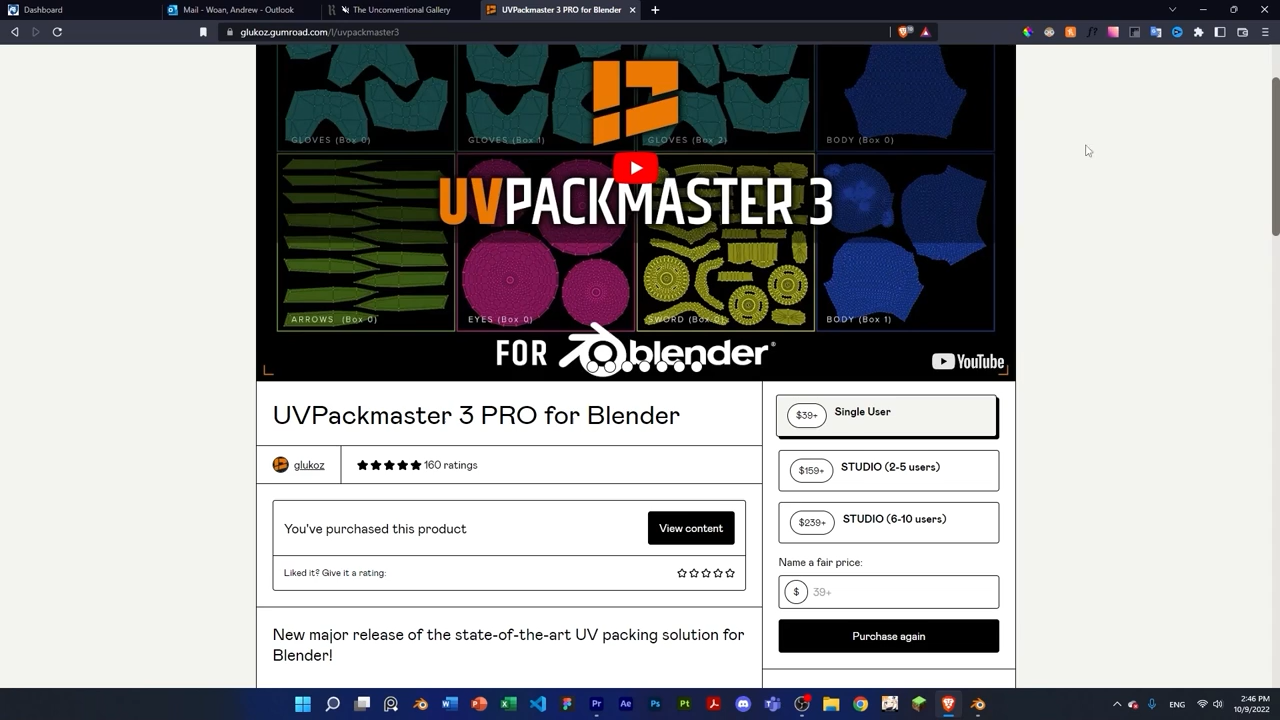 Dashboard
Mail - Woan, Andrew - Outlook
The Unconventional Gallery
UVPackmaster 3 PRO for Blender
glukoz.gumroad.com/l/uvpackmaster3
GLOVES (Box 0)
GLOVES (Box 1)
GLOVES (Box 2)
BODY (Box 0)
UVPACKMASTER 3
ARROWS (Box 0)
EYES (Box 0)
SWORD (Box 0)
BODY (Box 1)
FOR blender
YouTube
UVPackmaster 3 PRO for Blender
$39+ Single User
glukoz
160 ratings
$159+ STUDIO (2-5 users)
You've purchased this product
View content
$239+ STUDIO (6-10 users)
Name a fair price:
Liked it? Give it a rating:
$ 39+
New major release of the state-of-the-art UV packing solution for
Blender!
Purchase again
ENG
2:46 PM
10/9/2022